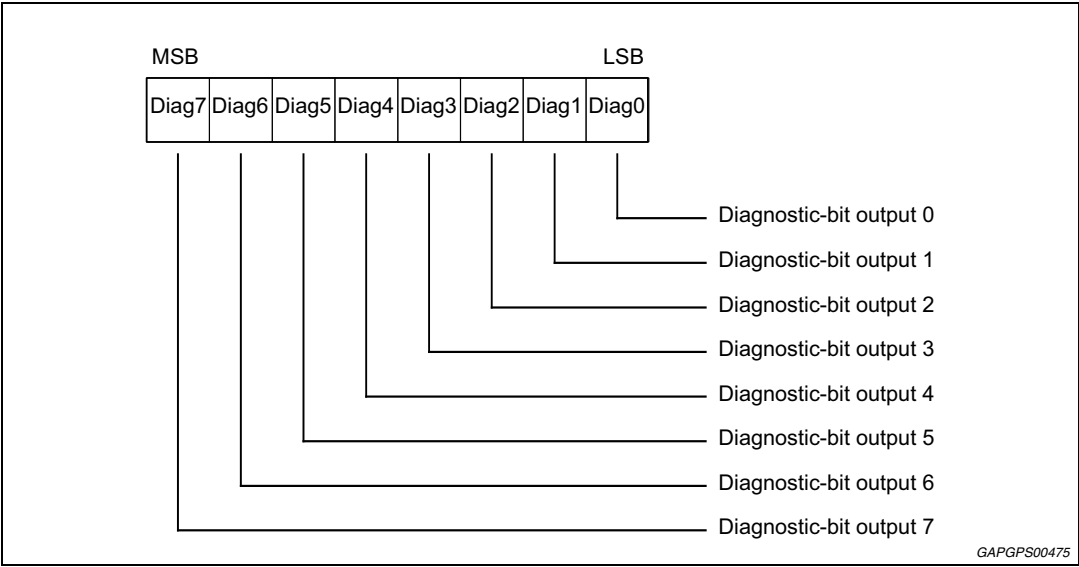 MSB LSB
Diag7 Diag6 Diag5 Diag4 Diag3 Diag2 Diag1 Diag0
Diagnostic-bit output 0
Diagnostic-bit output 1
Diagnostic-bit output 2
Diagnostic-bit output 3
Diagnostic-bit output 4
Diagnostic-bit output 5
Diagnostic-bit output 6
Diagnostic-bit output 7
GAPGPS00475